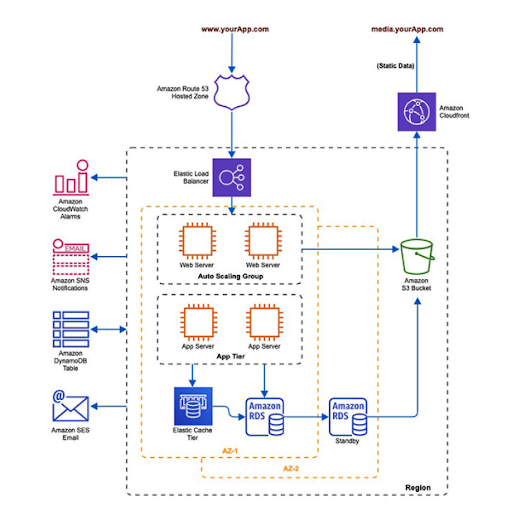 www.yourApp.com
media.yourApp.com
(Static Data)
Amazon Route 53
Hosted Zone
Amazon
Cloudfront
Elastic Load
Balancer
Amazon
CloudWatch
Alarms
Web Server
Web Server
Auto Scaling Group
EMAIL
Amazon SNS
Notifications
Amazon
S3 Bucket
App Server
App Server
App Tier
Amazon
DynamoDB
Table
@
Amazon SES
Email
Elastic Cache
Tier
Amazon
RDS
Amazon
RDS
Standby
AZ-1
AZ-2
Region